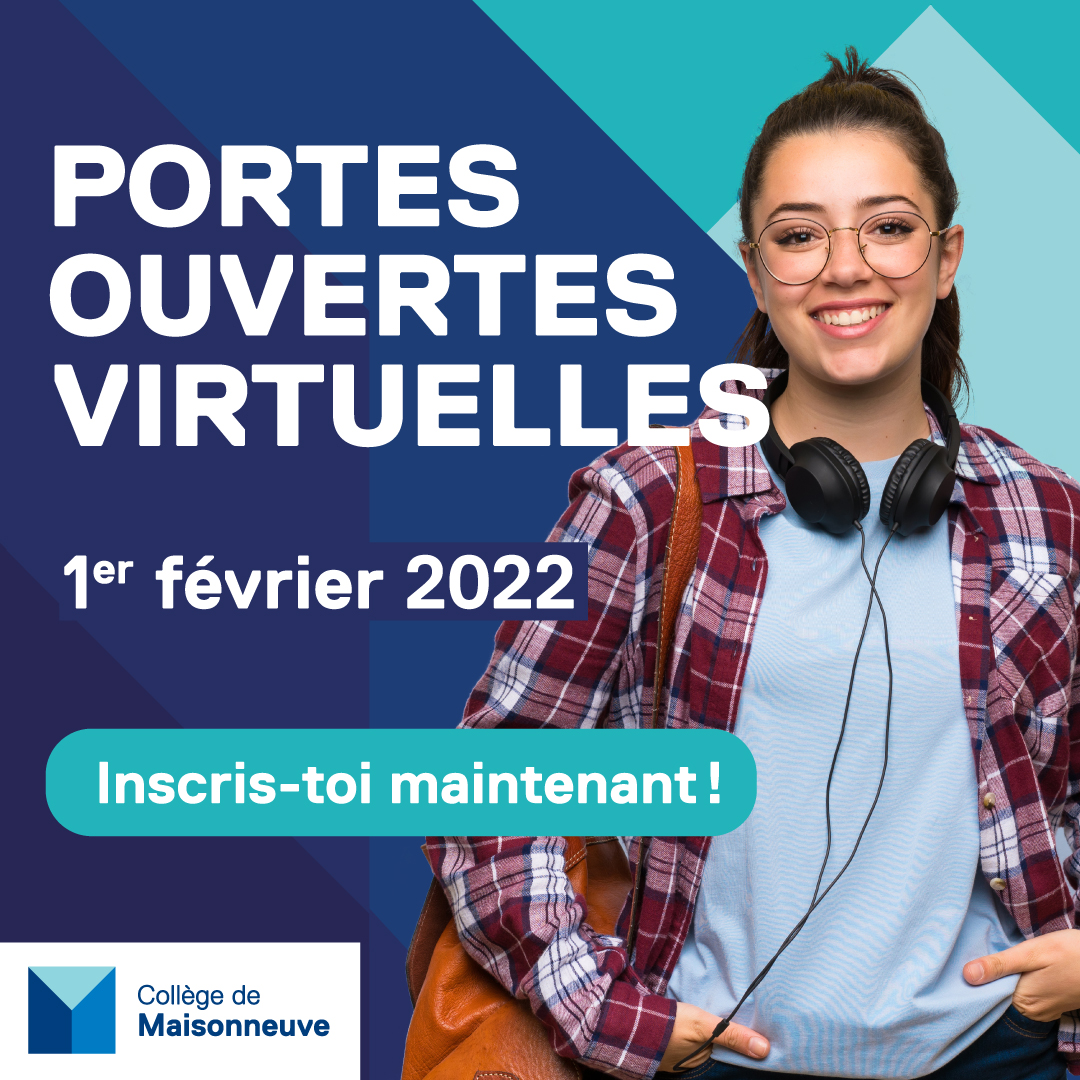 PORTES
OUVERTES
VIRTUELLES
1er février 2022
Inscris-toi maintenant !
Collège de
Maisonneuve